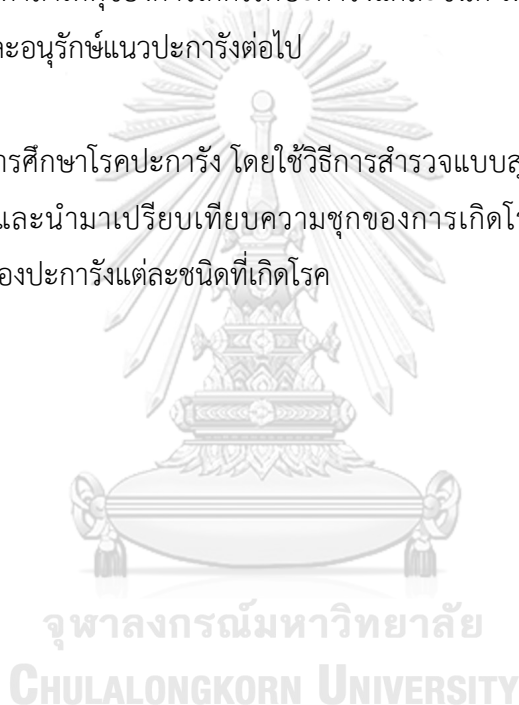 ะอนุรักษ์แนวปะการังต่อไป
ารศึกษาโรคปะการัง โดยใช้วิธีการสำรวจแบบสุ
และนำมาเปรียบเทียบความชุกของการเกิดโร
องปะการังแต่ละชนิดที่เกิดโรค
จุฬาลงกรณ์มหาวิทยาลัย
CHULALONGKORN UNIVERSITY